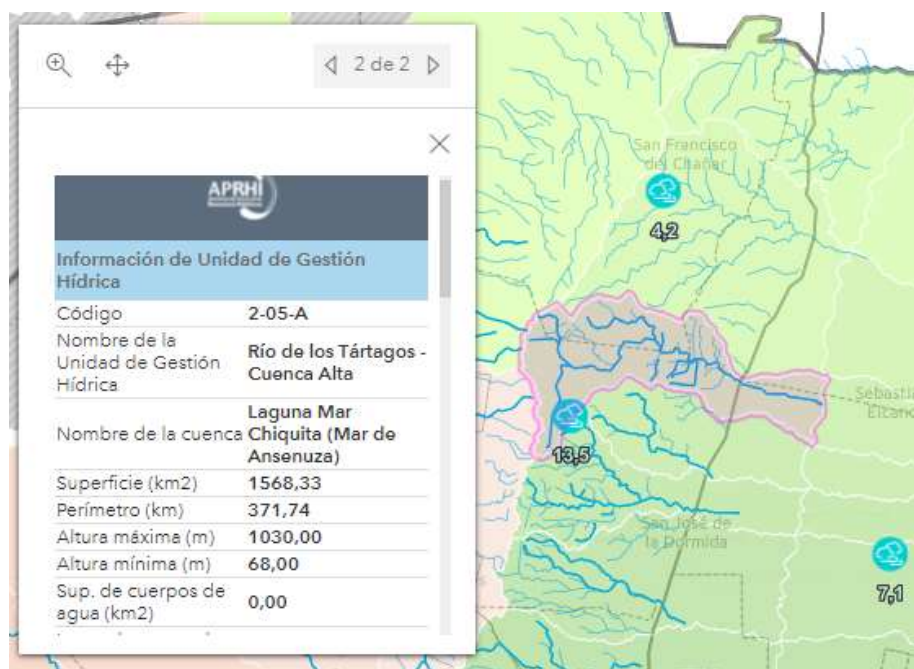 2 de 2
APRHI
Información de Unidad de Gestión
Hídrica
Código 2-05-A
Nombre de la
Unidad de Gestión
Hídrica
Río de los Tártagos -
Cuenca Alta
Nombre de la cuenca
Laguna Mar
Chiquita (Mar de
Ansenuza)
Superficie (km2) 1568,33
Perímetro (km) 371,74
Altura máxima (m) 1030,00
Altura mínima (m) 68,00
Sup. de cuerpos de
agua (km2)
0,00
San Francisco
del Chañar
4,2
13,5
San José de
la Dormida
7,1